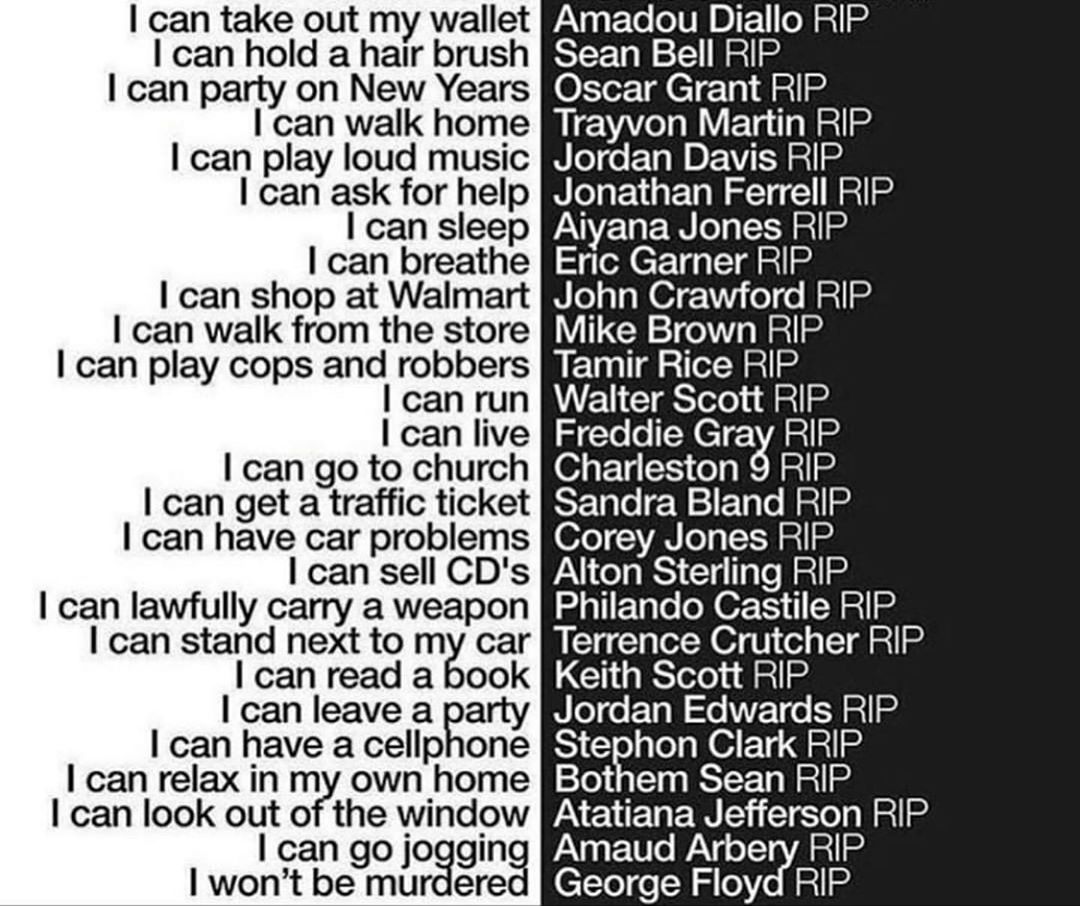 I can take out my wallet Amadou Diallo RIP
I can hold a hair brush Sean Bell RIP
I can party on New Years Oscar Grant RIP
I can walk home Trayvon Martin RIP
I can play loud music Jordan Davis RIP
I can ask for help Jonathan Ferrell RIP
I can sleep Aiyana Jones RIP
I can breathe Eric Garner RIP
I can shop at Walmart John Crawford RIP
I can walk from the store Mike Brown RIP
I can play cops and robbers Tamir Rice RIP
I can run Walter Scott RIP
I can live Freddie Gray RIP
I can go to church Charleston 9 RIP
I can get a traffic ticket Sandra Bland RIP
I can have car problems Corey Jones RIP
I can sell CD's Alton Sterling RIP
I can lawfully carry a weapon Philando Castile RIP
I can stand next to my car Terrence Crutcher RIP
I can read a book Keith Scott RIP
I can leave a party Jordan Edwards RIP
I can have a cellphone Stephon Clark RIP
I can relax in my own home Bothem Sean RIP
I can look out of the window Atatiana Jefferson RIP
I can go jogging Amaud Arbery RIP
I won't be murdered George Floyd RIP